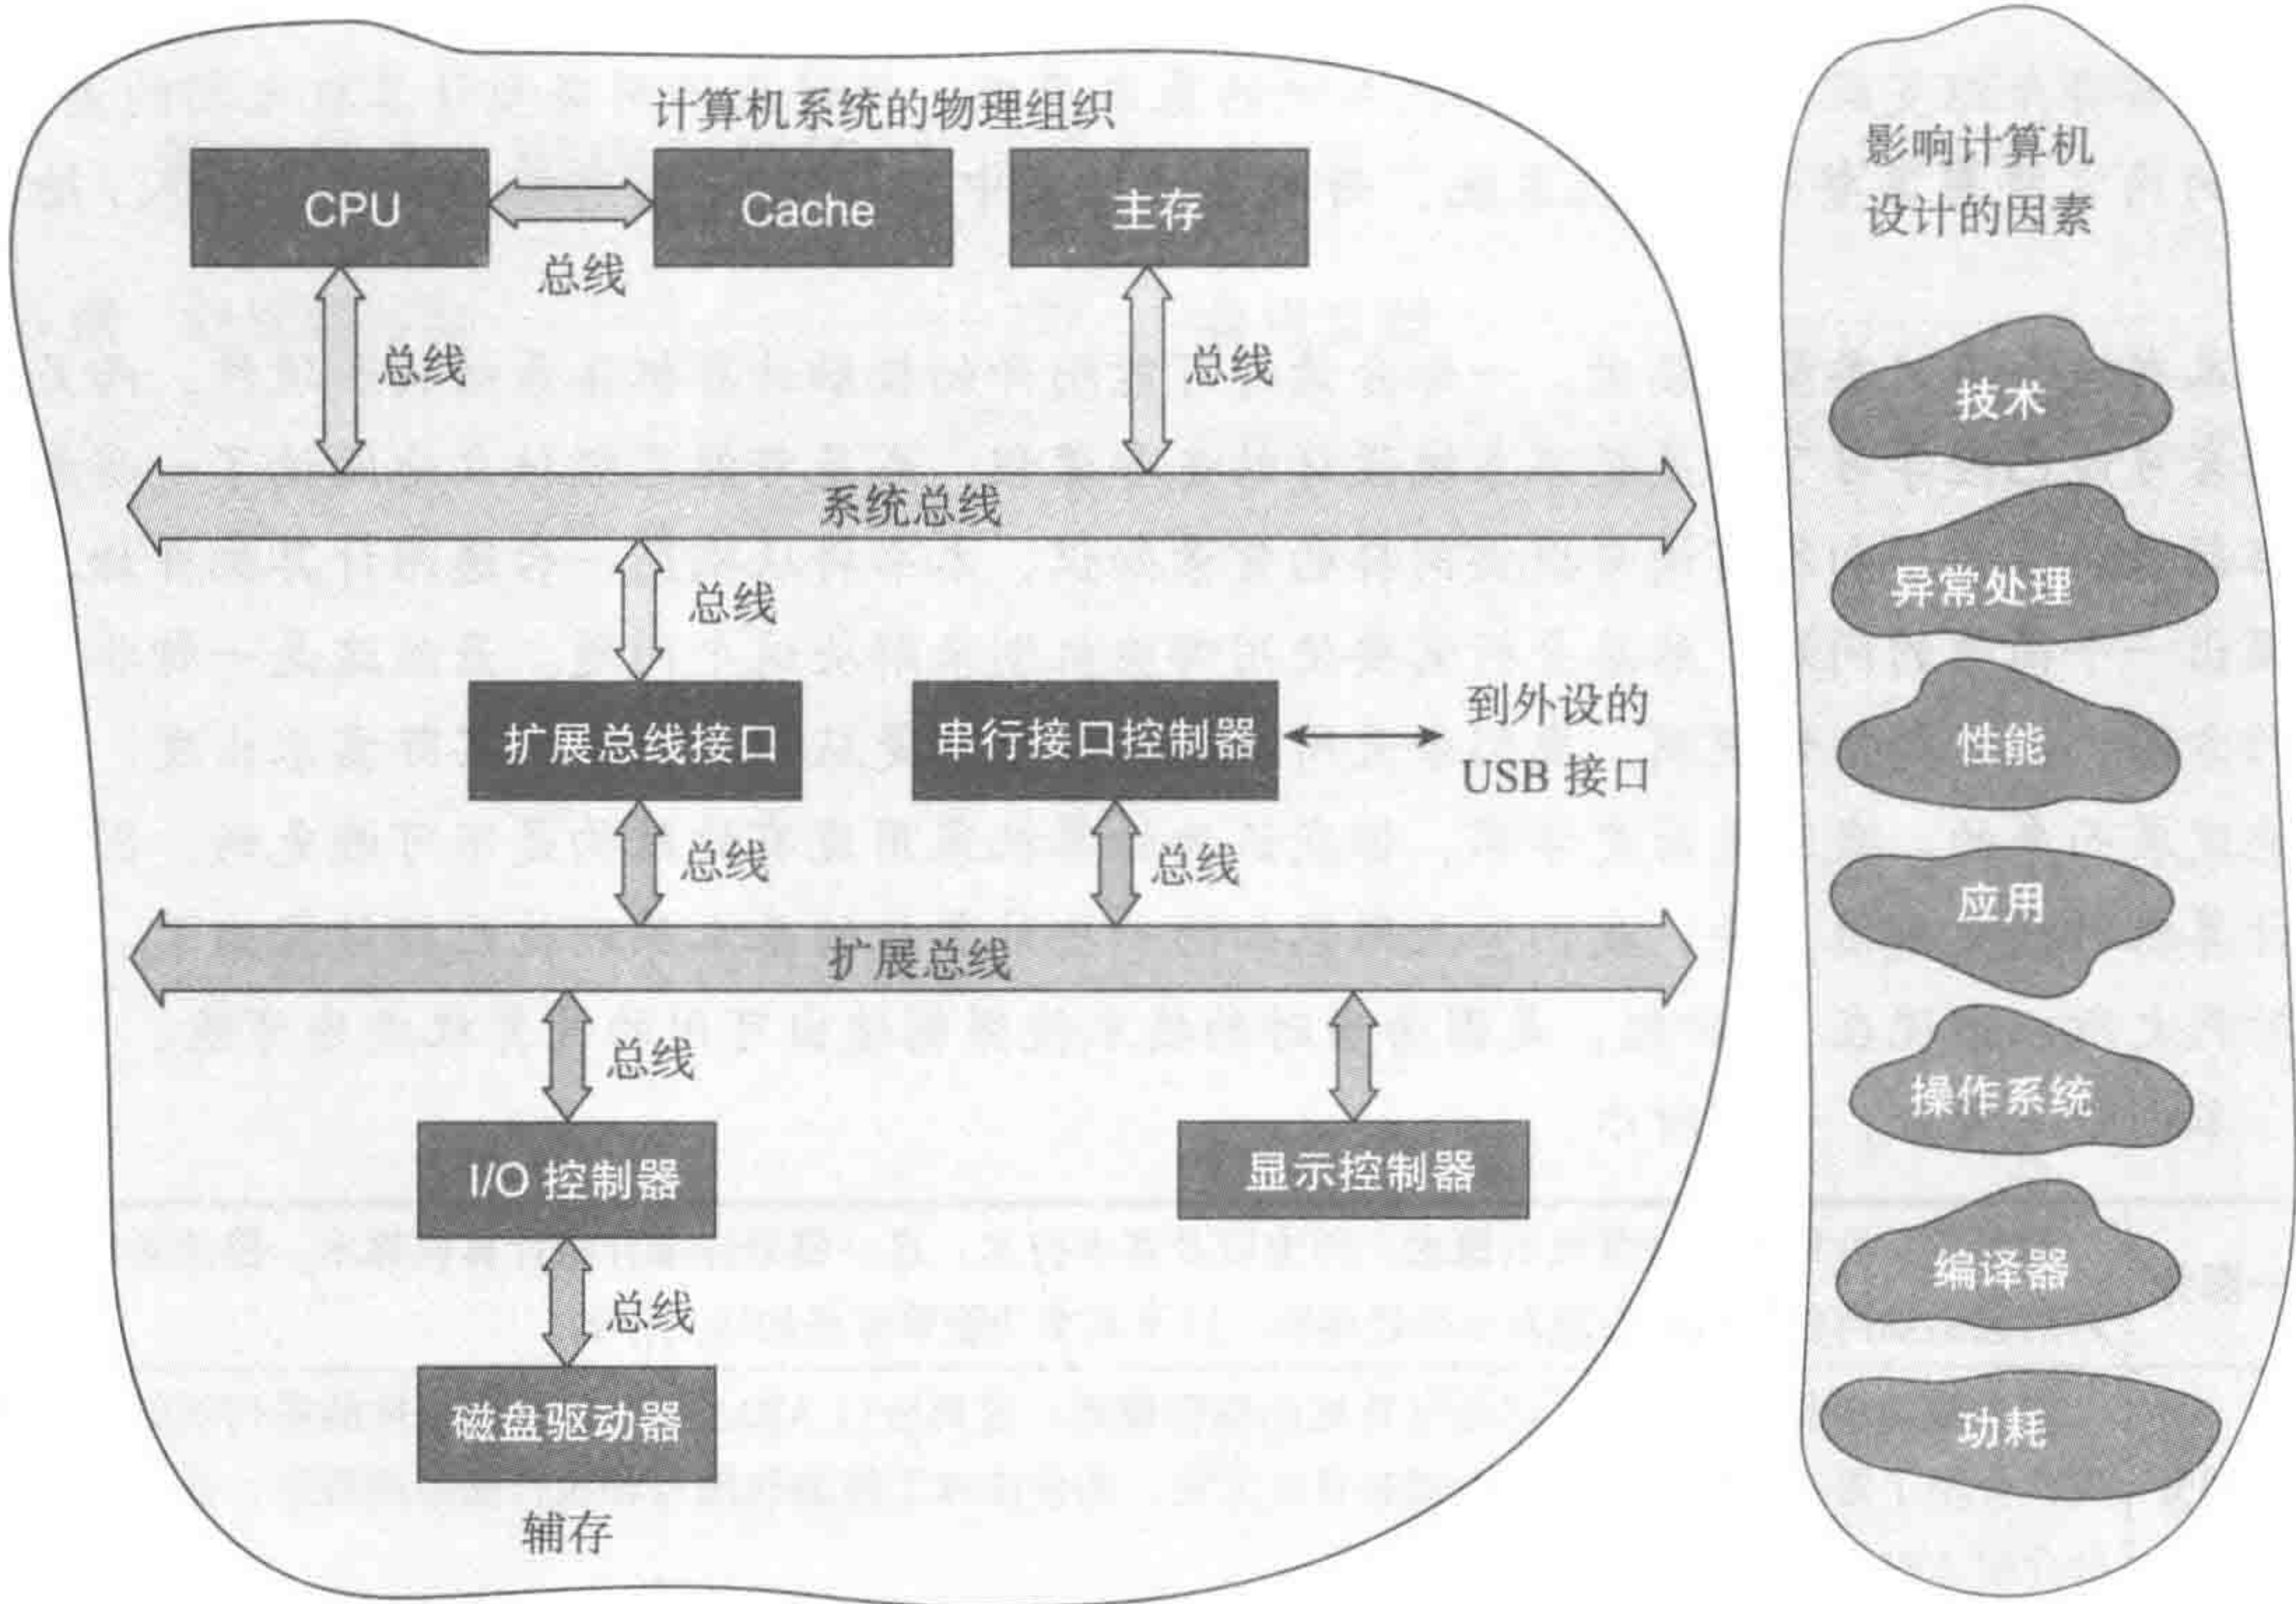 计算机系统的物理组织
CPU
Cache
主存
总线
总线
总线
系统总线
总线
扩展总线接口
串行接口控制器
到外设的
USB 接口
总线
总线
扩展总线
总线
I/O 控制器
显示控制器
总线
磁盘驱动器
辅存
影响计算机
设计的因素
技术
异常处理
性能
应用
操作系统
编译器
功耗